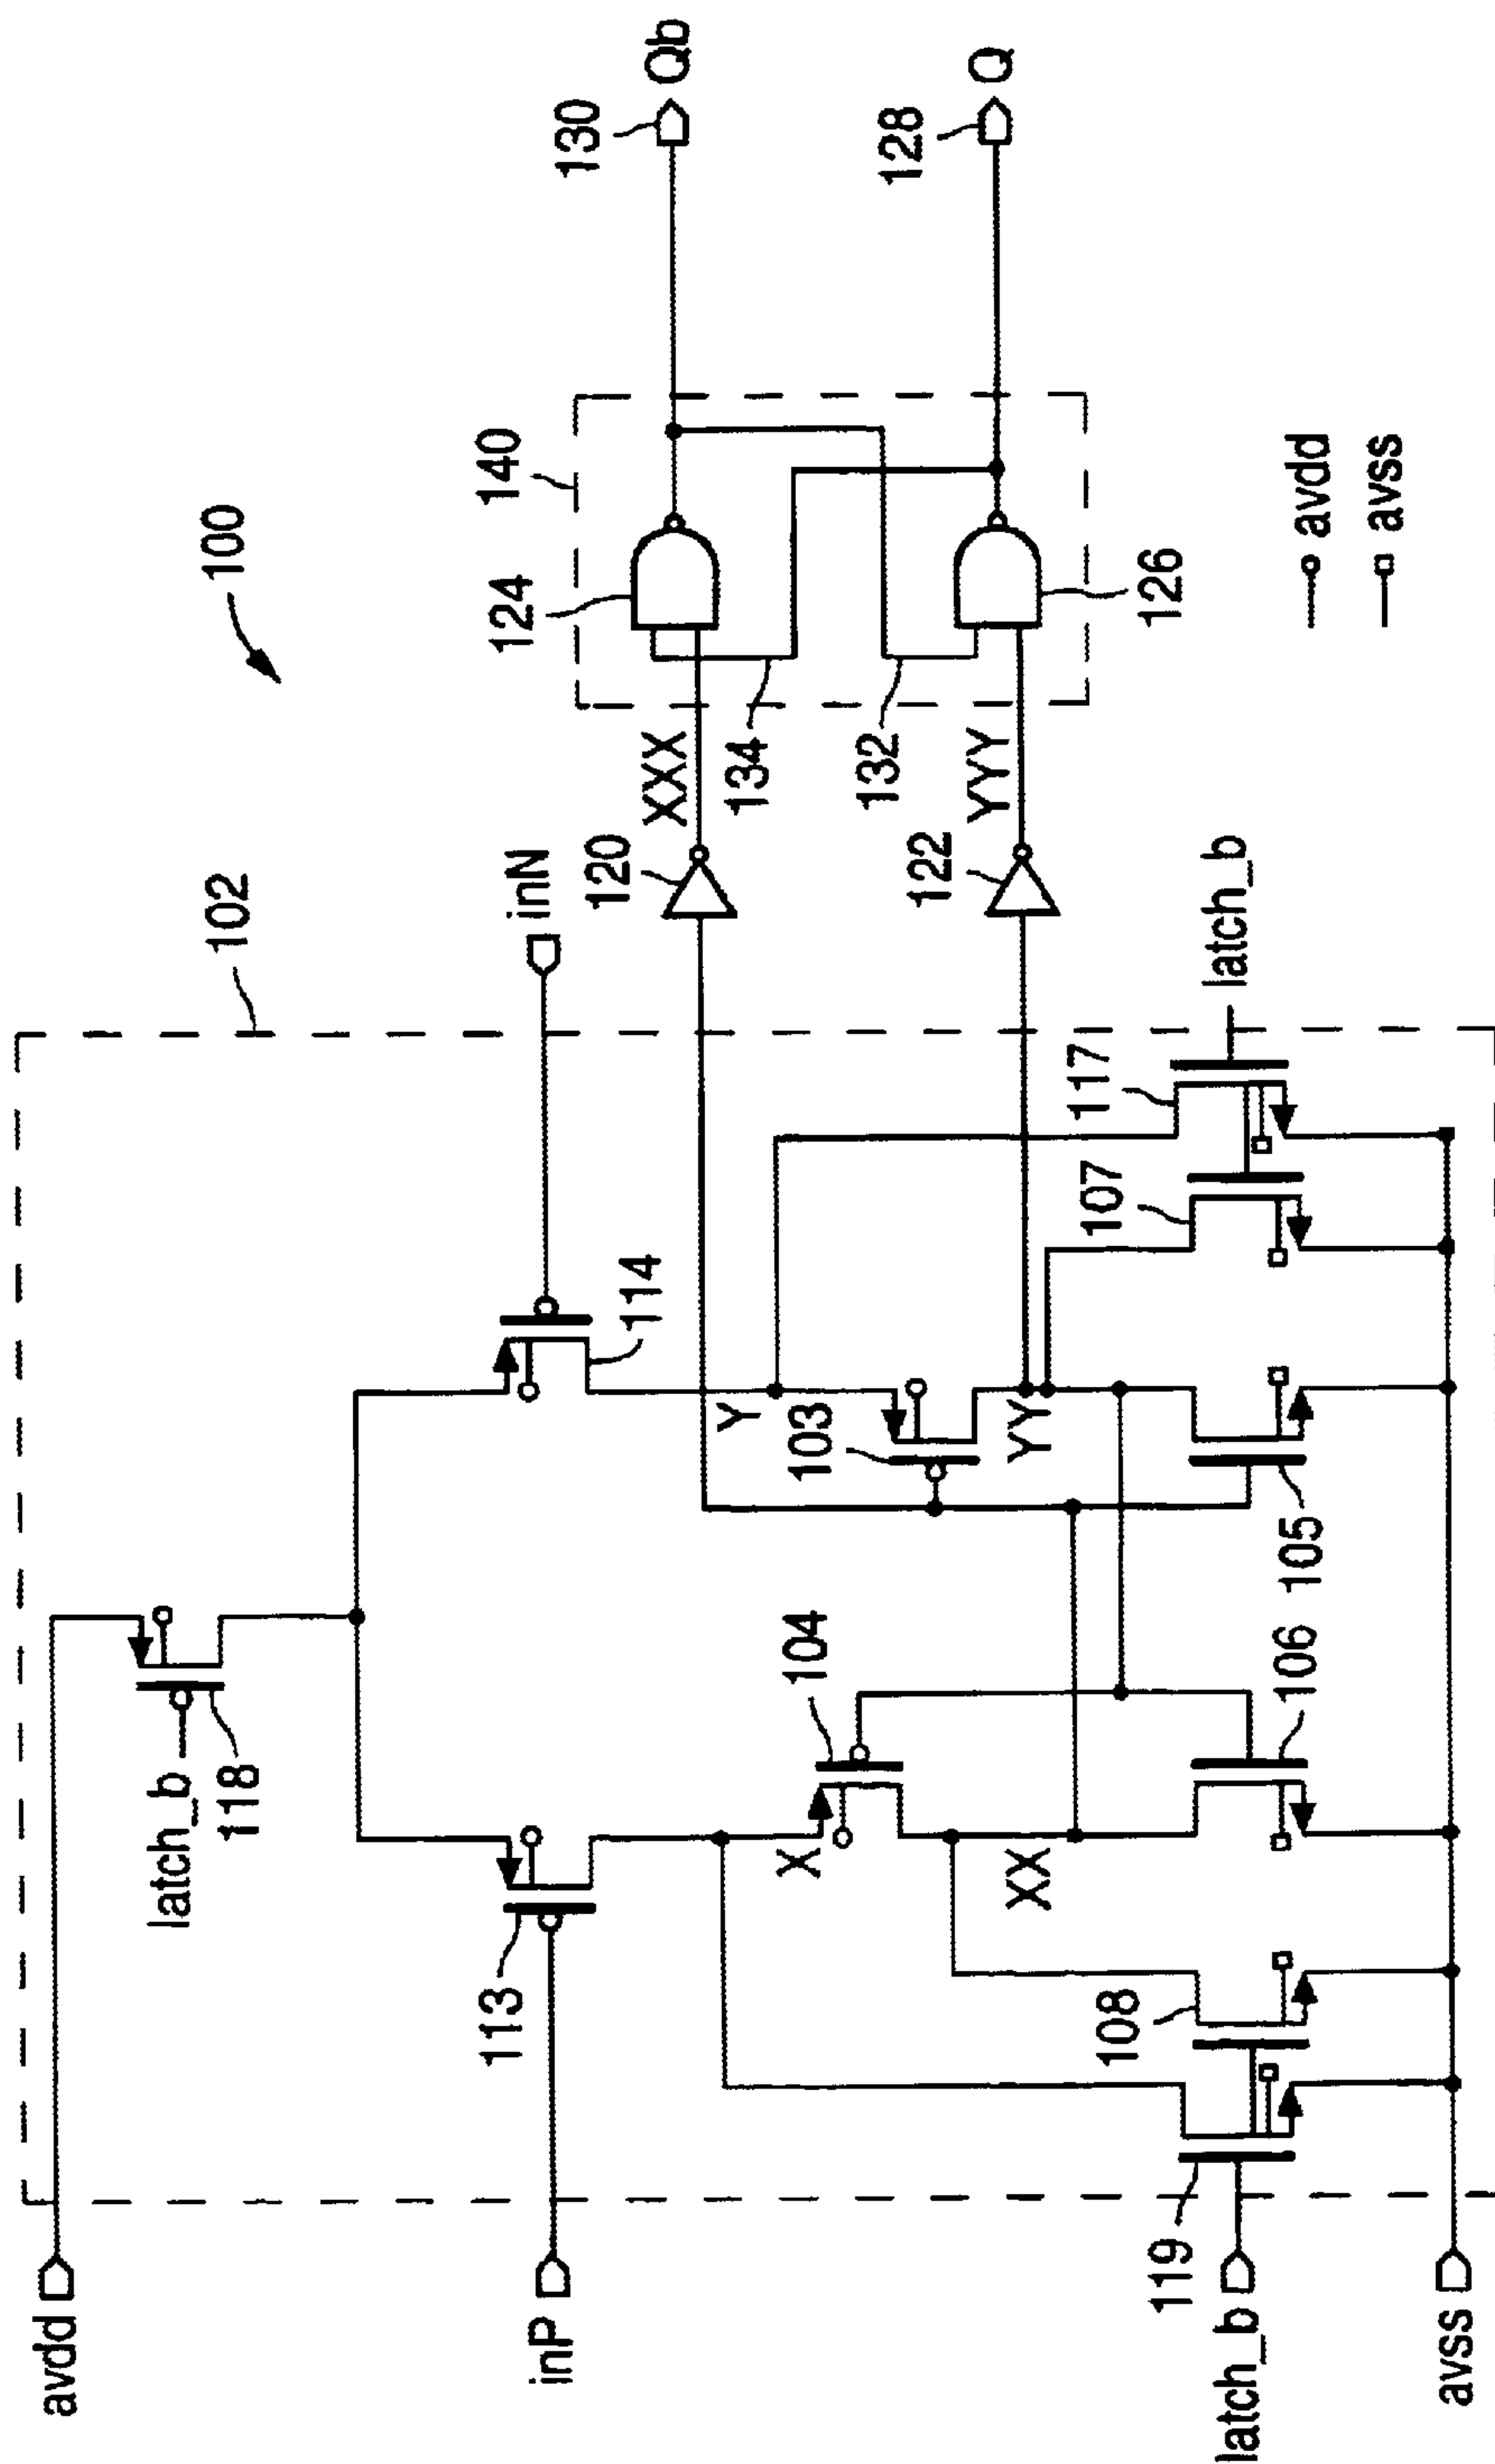 100
102
avdd
latch_b
118
inP
113
114
inN
X
104
Y
103
XX
YY
119
108
106
105
107
117
latch_b
latch_b
avss
120
XXX
122
YYY
134
132
124
126
140
130
Qb
128
Q
avdd
avss